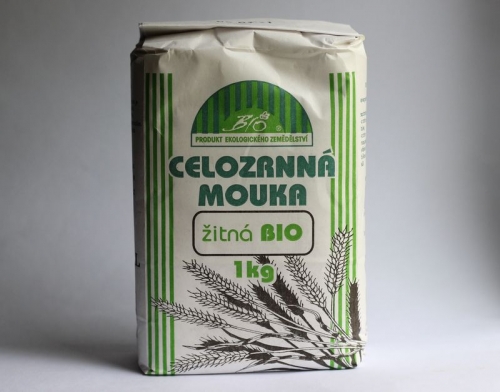 Bio
PRODUKT EKOLOGICKÉHO ZEMĚDĚLSTVÍ
CELOZRNNÁ
MOUKA
žitná BIO
1kg